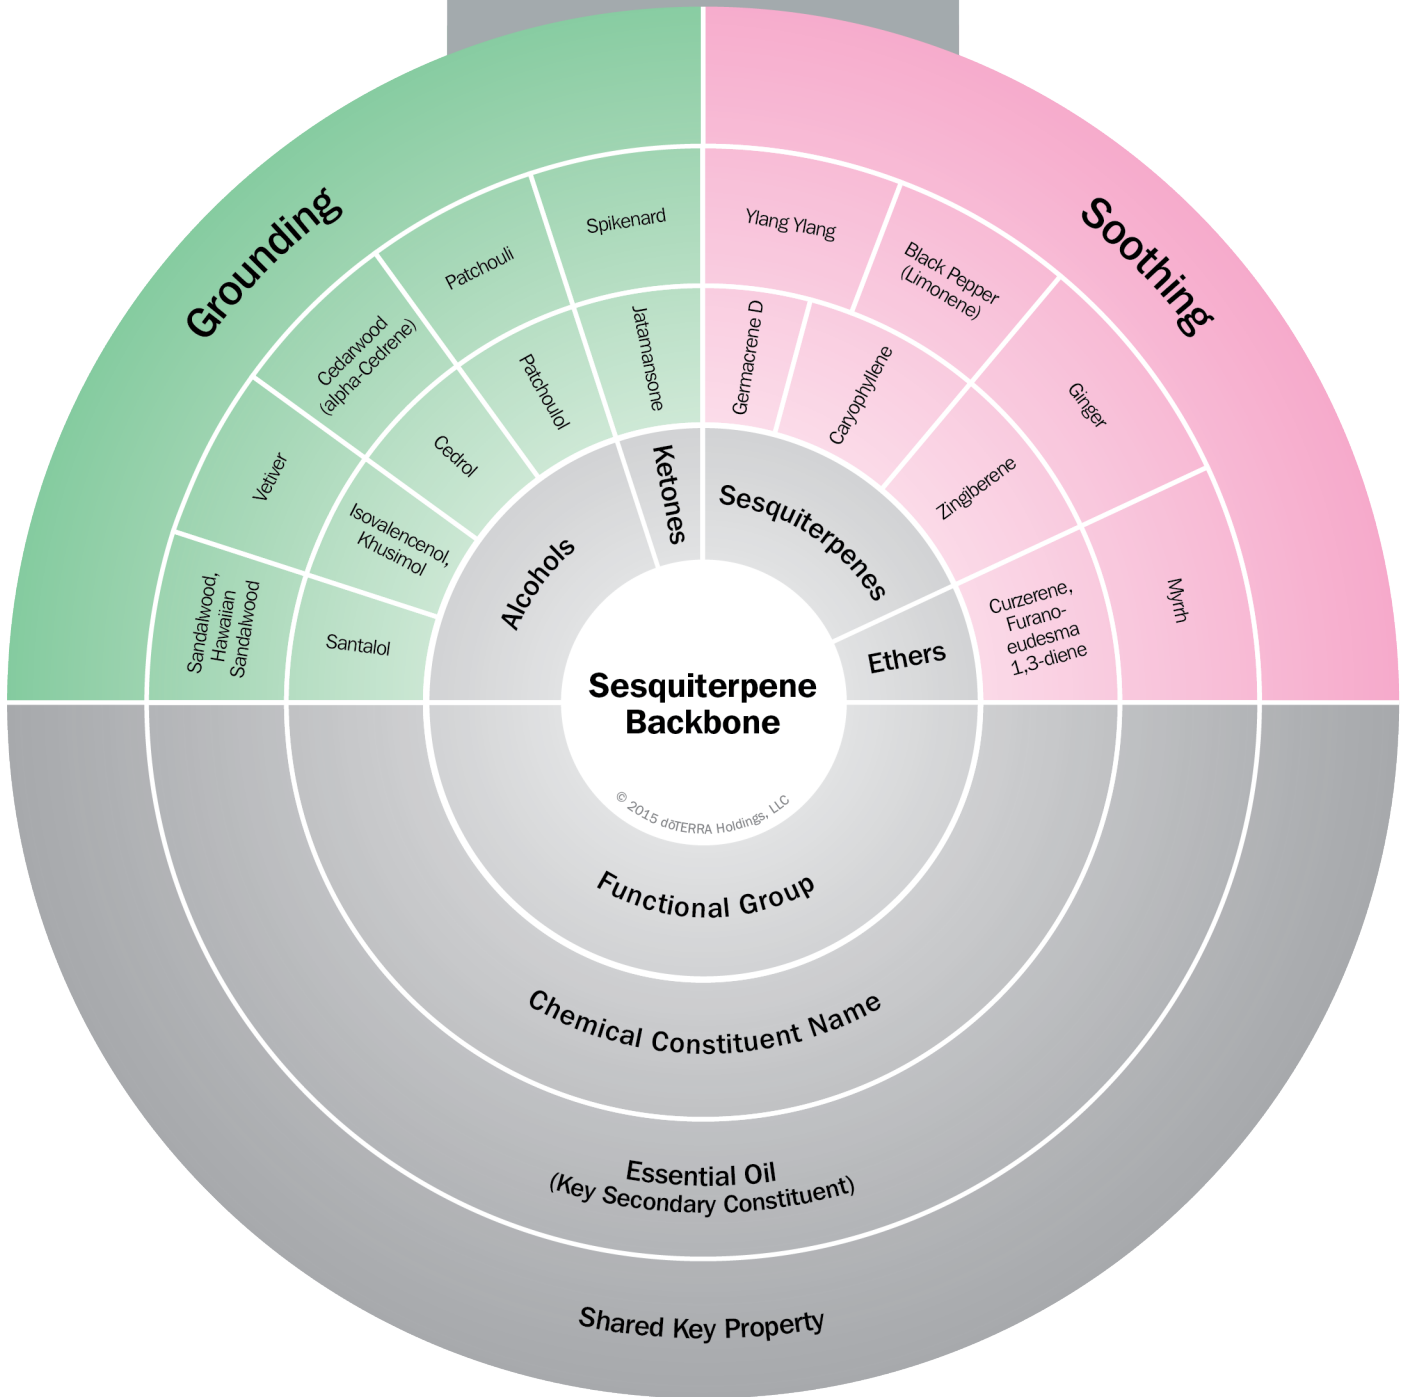 Grounding
Soothing
Spikenard
Patchouli
Cedarwood
(alpha-Cedrene)
Vetiver
Sandalwood,
Hawaiian
Sandalwood
Ylang Ylang
Black Pepper
(Limonene)
Ginger
Myrrh
Jatamansone
Patchoulol
Cedrol
Isovalencenol,
Khusimol
Santalol
Germacrene D
Caryophyllene
Zingiberene
Curzerene,
Furano-
eudesma
1,3-diene
Alcohols
Ketones
Sesquiterpenes
Ethers
Sesquiterpene
Backbone
© 2015 dōTERRA Holdings, LLC
Functional Group
Chemical Constituent Name
Essential Oil
(Key Secondary Constituent)
Shared Key Property